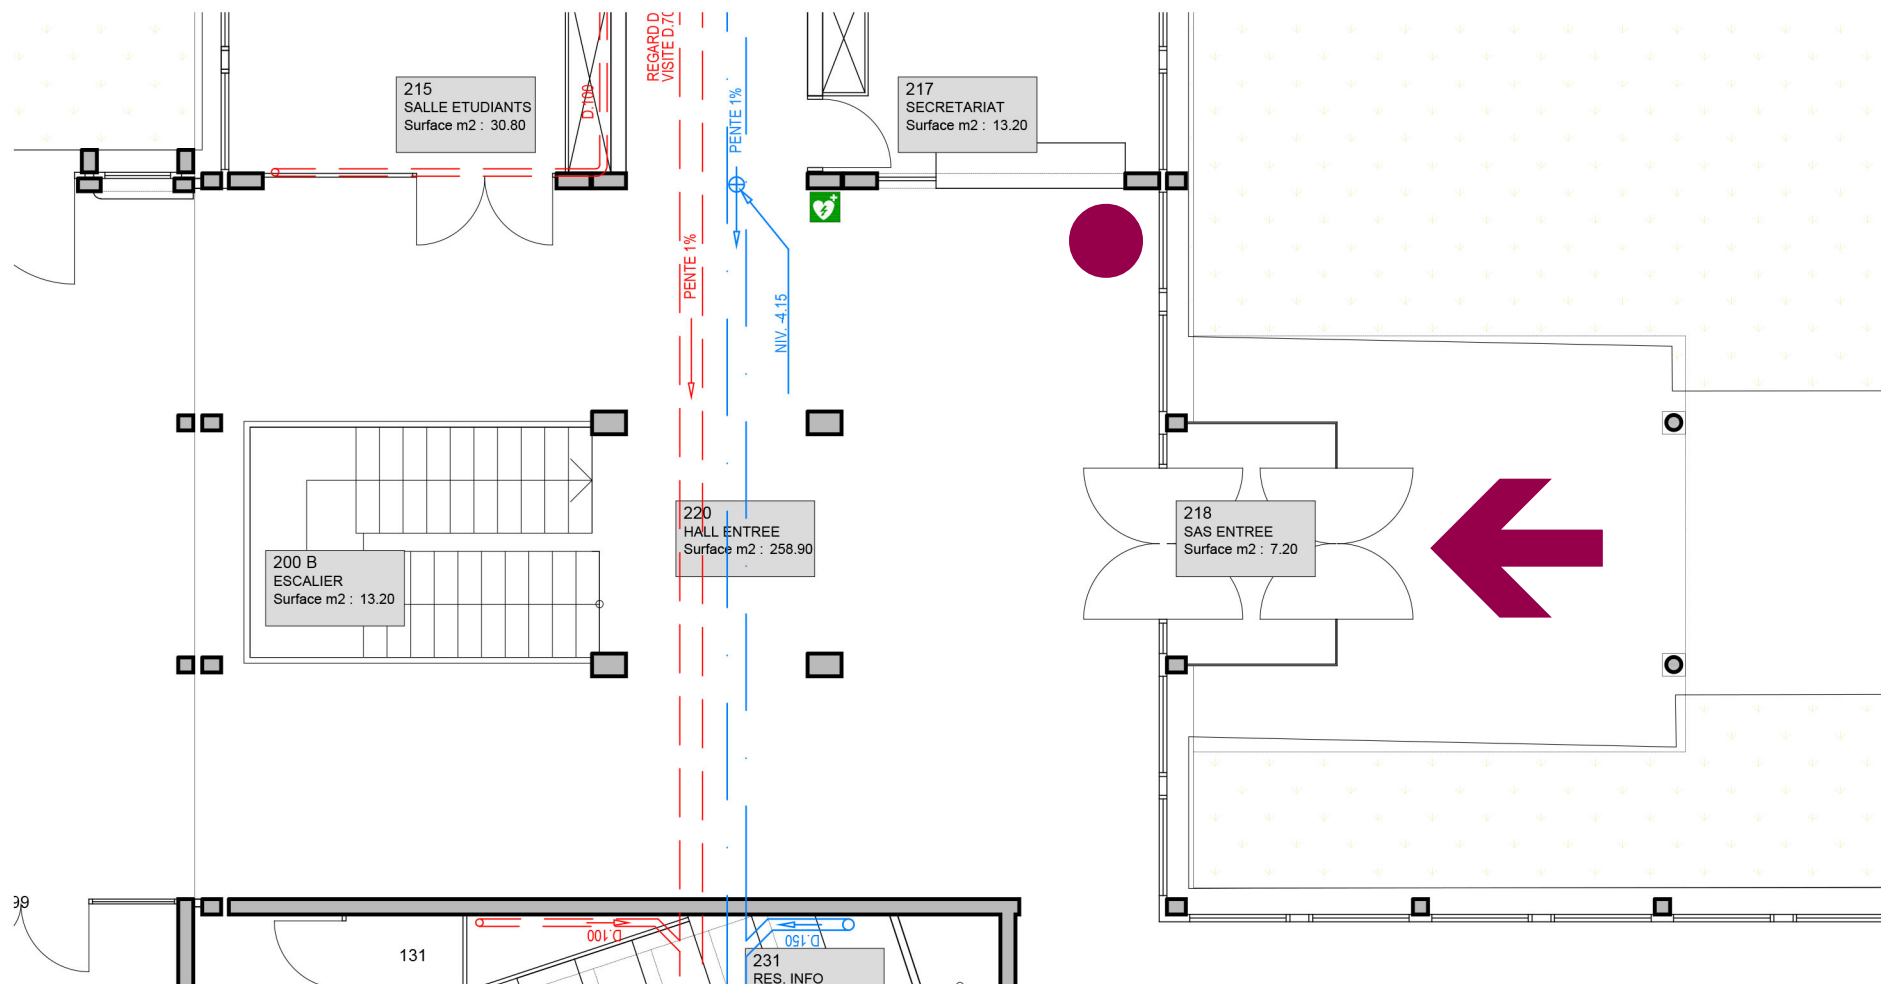 REGARD D
VISITE D.70
215
SALLE ETUDIANTS
Surface m2 : 30.80
D.100
PENTE 1%
217
SECRETARIAT
Surface m2 : 13.20
PENTE 1%
NIV. -4.15
220
HALL ENTREE
Surface m2 : 258.90
218
SAS ENTREE
Surface m2 : 7.20
200 B
ESCALIER
Surface m2 : 13.20
99
D.100
D.150
131
231
RES. INFO